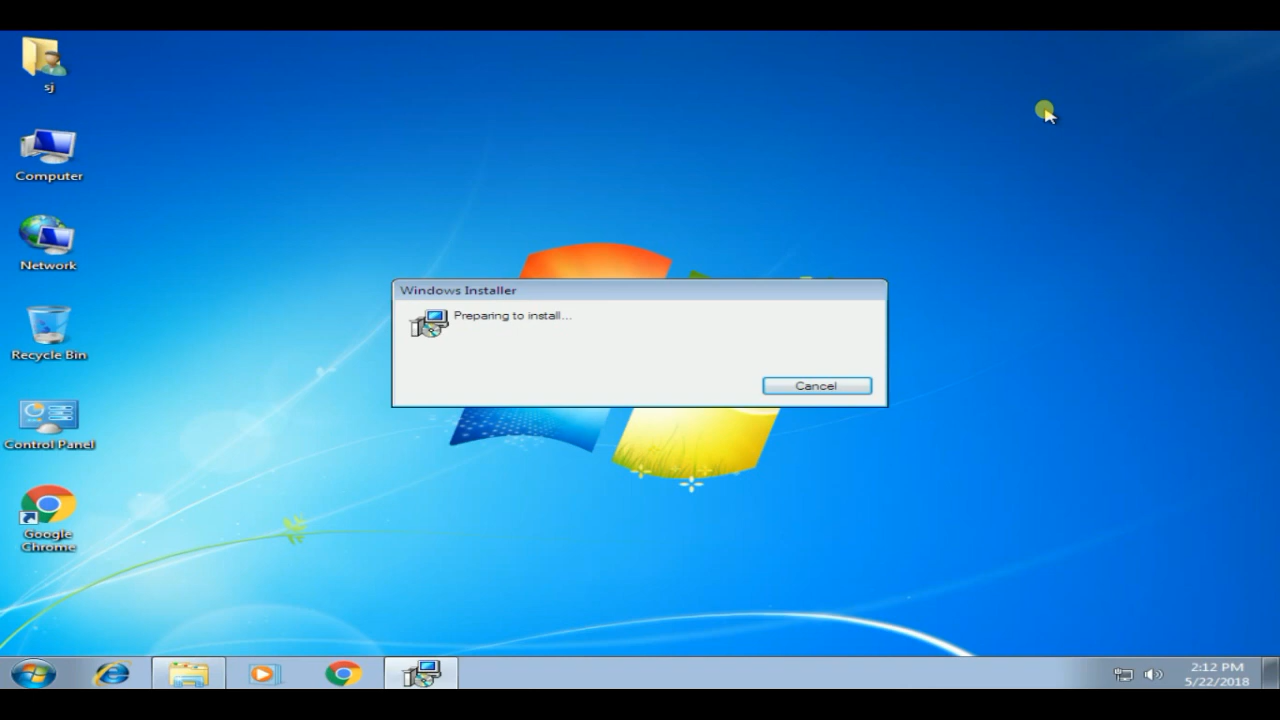 sj
Computer
Network
Recycle Bin
Control Panel
Google
Chrome
Windows Installer
Preparing to install...
Cancel
2:12 PM
5/22/2018